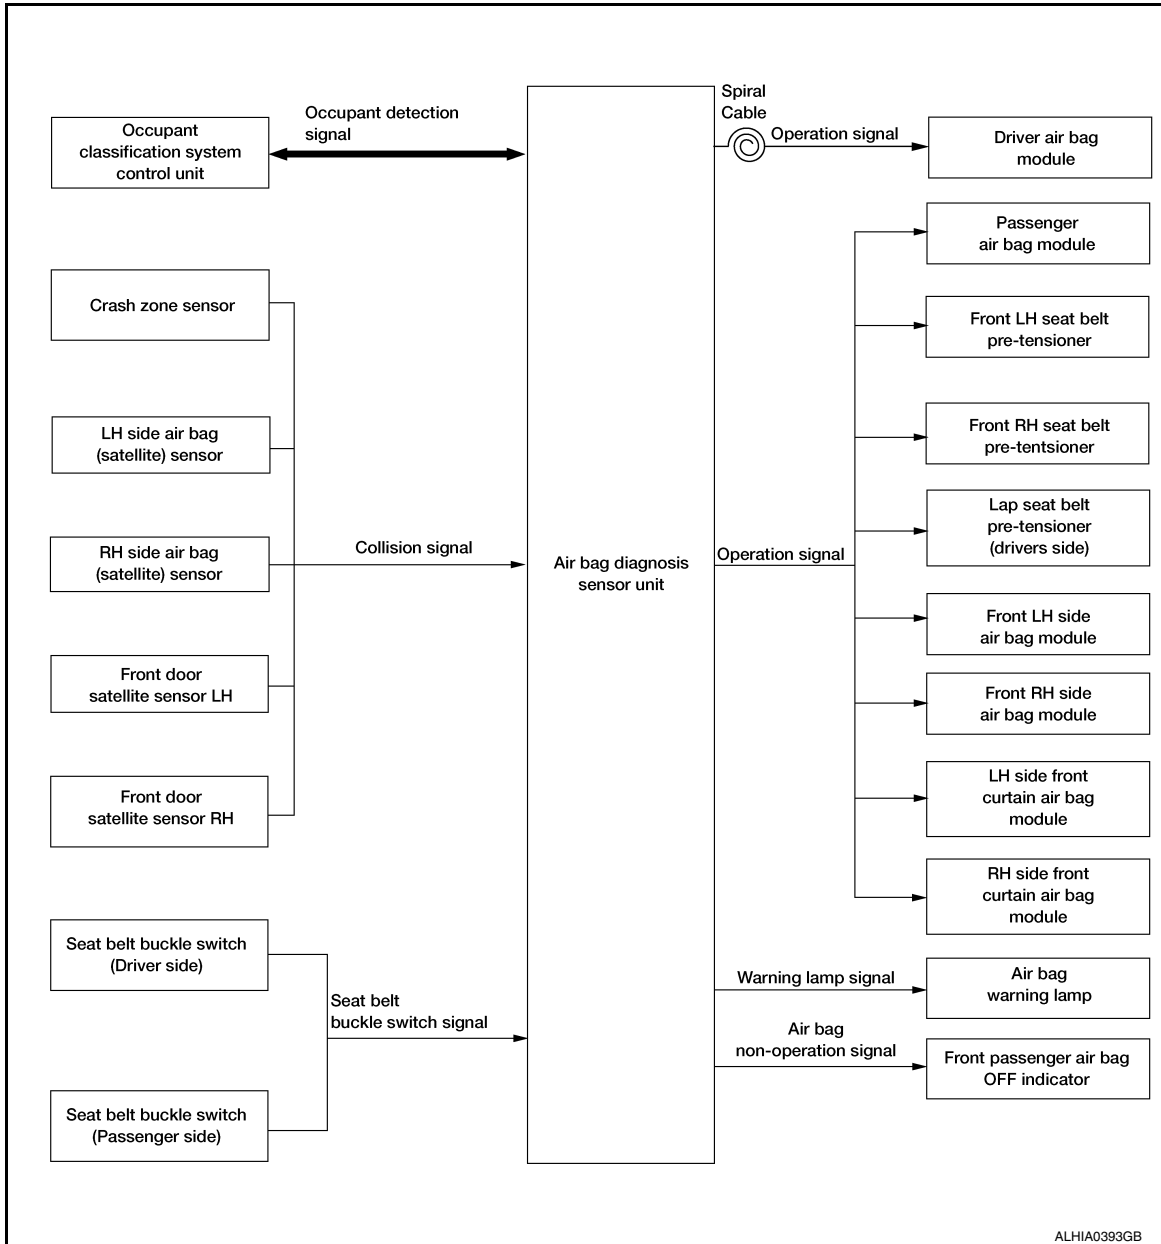 Occupant
classification system
control unit
Occupant detection
signal
Crash zone sensor
LH side air bag
(satellite) sensor
RH side air bag
(satellite) sensor
Collision signal
Front door
satellite sensor LH
Front door
satellite sensor RH
Seat belt buckle switch
(Driver side)
Seat belt
buckle switch signal
Seat belt buckle switch
(Passenger side)
Air bag diagnosis
sensor unit
Spiral
Cable
Operation signal
Driver air bag
module
Operation signal
Passenger
air bag module
Front LH seat belt
pre-tensioner
Front RH seat belt
pre-tentsioner
Lap seat belt
pre-tensioner
(drivers side)
Front LH side
air bag module
Front RH side
air bag module
LH side front
curtain air bag
module
RH side front
curtain air bag
module
Warning lamp signal
Air bag
warning lamp
Air bag
non-operation signal
Front passenger air bag
OFF indicator
ALHIA0393GB